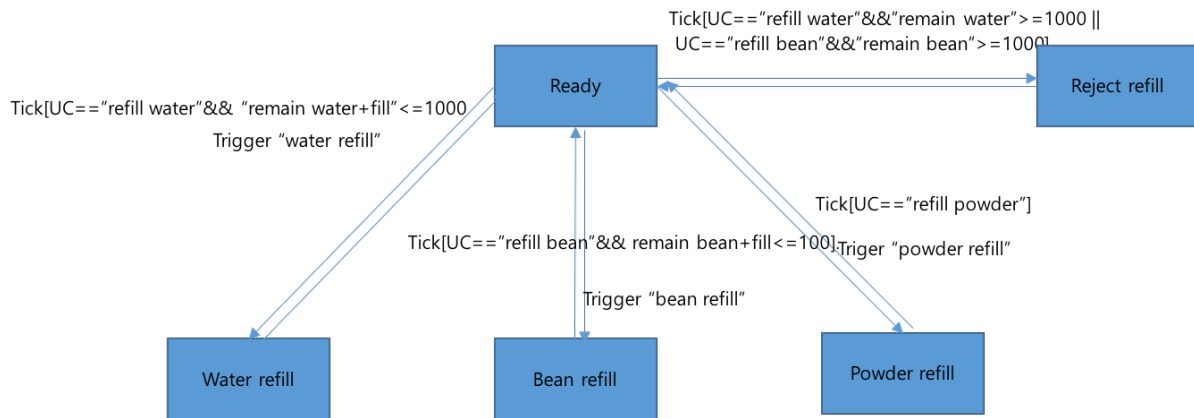 Tick[UC=="refill water"&&"remain water">=1000 ||
UC=="refill bean"&&"remain bean">=1000]
Ready
Reject refill
Tick[UC=="refill water"&& "remain water+fill"<=1000
Trigger "water refill"
Tick[UC=="refill powder"]
Tick[UC=="refill bean"&& remain bean+fill<=100].
Triger "powder refill"
Trigger "bean refill"
Water refill
Bean refill
Powder refill